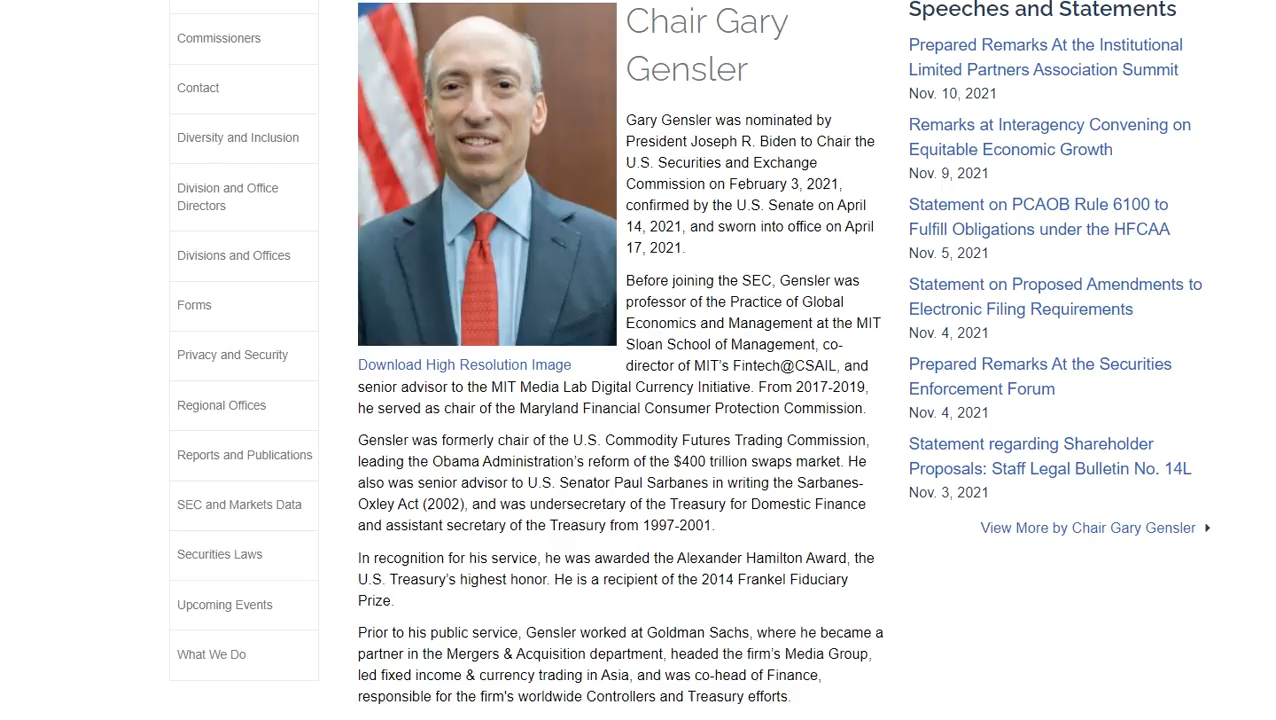 Commissioners
Contact
Diversity and Inclusion
Division and Office
Directors
Divisions and Offices
Forms
Privacy and Security
Regional Offices
Reports and Publications
SEC and Markets Data
Securities Laws
Upcoming Events
What We Do
Chair Gary
Gensler
Gary Gensler was nominated by
President Joseph R. Biden to Chair the
U.S. Securities and Exchange
Commission on February 3, 2021,
confirmed by the U.S. Senate on April
14, 2021, and sworn into office on April
17, 2021.
Before joining the SEC, Gensler was
professor of the Practice of Global
Economics and Management at the MIT
Sloan School of Management, co-
director of MIT's Fintech@CSAIL, and
Download High Resolution Image
senior advisor to the MIT Media Lab Digital Currency Initiative. From 2017-2019,
he served as chair of the Maryland Financial Consumer Protection Commission.
Gensler was formerly chair of the U.S. Commodity Futures Trading Commission,
leading the Obama Administration's reform of the $400 trillion swaps market. He
also was senior advisor to U.S. Senator Paul Sarbanes in writing the Sarbanes-
Oxley Act (2002), and was undersecretary of the Treasury for Domestic Finance
and assistant secretary of the Treasury from 1997-2001.
In recognition for his service, he was awarded the Alexander Hamilton Award, the
U.S. Treasury's highest honor. He is a recipient of the 2014 Frankel Fiduciary
Prize.
Prior to his public service, Gensler worked at Goldman Sachs, where he became a
partner in the Mergers & Acquisition department, headed the firm's Media Group,
led fixed income & currency trading in Asia, and was co-head of Finance,
responsible for the firm's worldwide Controllers and Treasury efforts.
Speeches and Statements
Prepared Remarks At the Institutional
Limited Partners Association Summit
Nov. 10, 2021
Remarks at Interagency Convening on
Equitable Economic Growth
Nov. 9, 2021
Statement on PCAOB Rule 6100 to
Fulfill Obligations under the HFCAA
Nov. 5, 2021
Statement on Proposed Amendments to
Electronic Filing Requirements
Nov. 4, 2021
Prepared Remarks At the Securities
Enforcement Forum
Nov. 4, 2021
Statement regarding Shareholder
Proposals: Staff Legal Bulletin No. 14L
Nov. 3, 2021
View More by Chair Gary Gensler